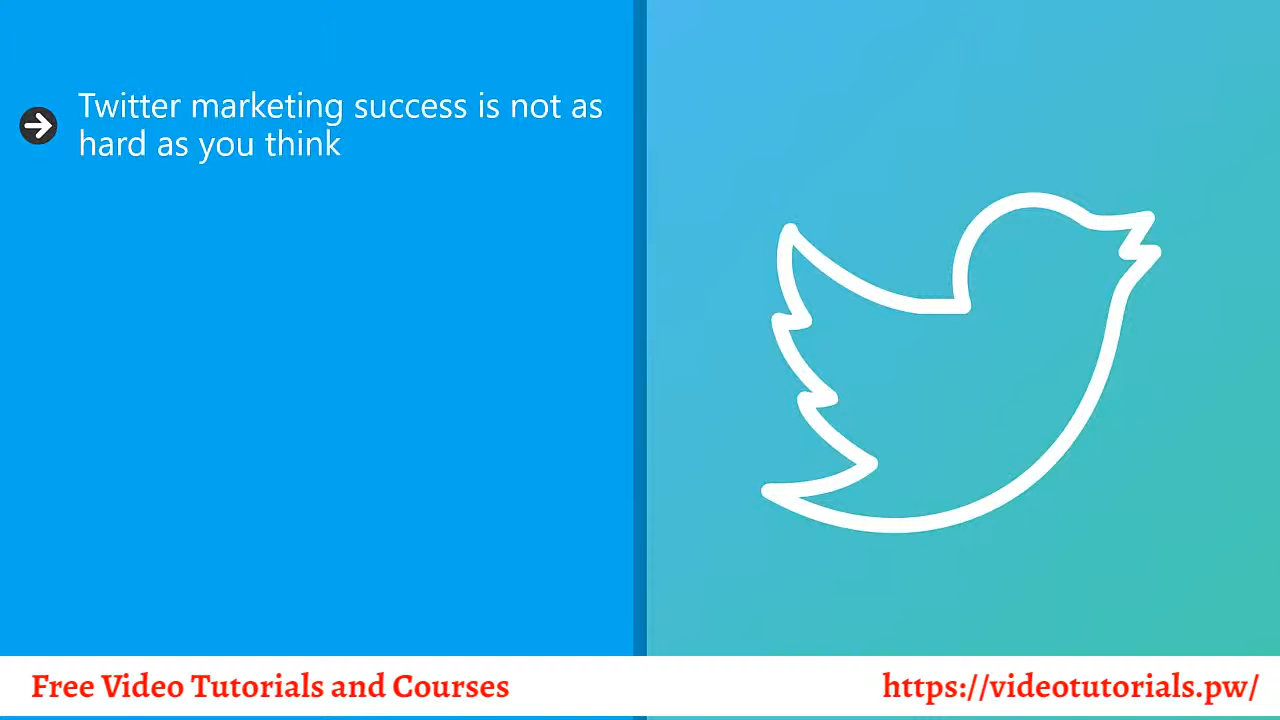 Twitter marketing success is not as
hard as you think
Free Video Tutorials and Courses
https://videotutorials.pw/